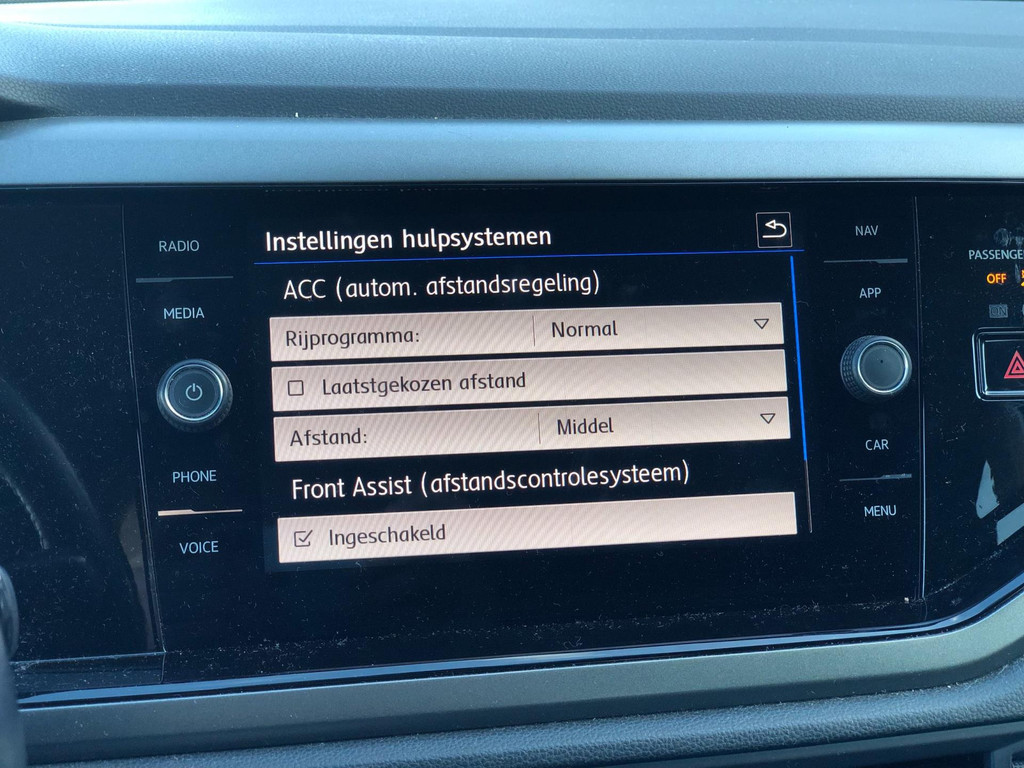 RADIO
MEDIA
PHONE
VOICE
Instellingen hulpsystemen
ACC (autom. afstandsregeling)
Rijprogramma: Normal
Laatstgekozen afstand
Afstand: Middel
Front Assist (afstandscontrolesysteem)
Ingeschakeld
NAV
APP
CAR
MENU
OFF